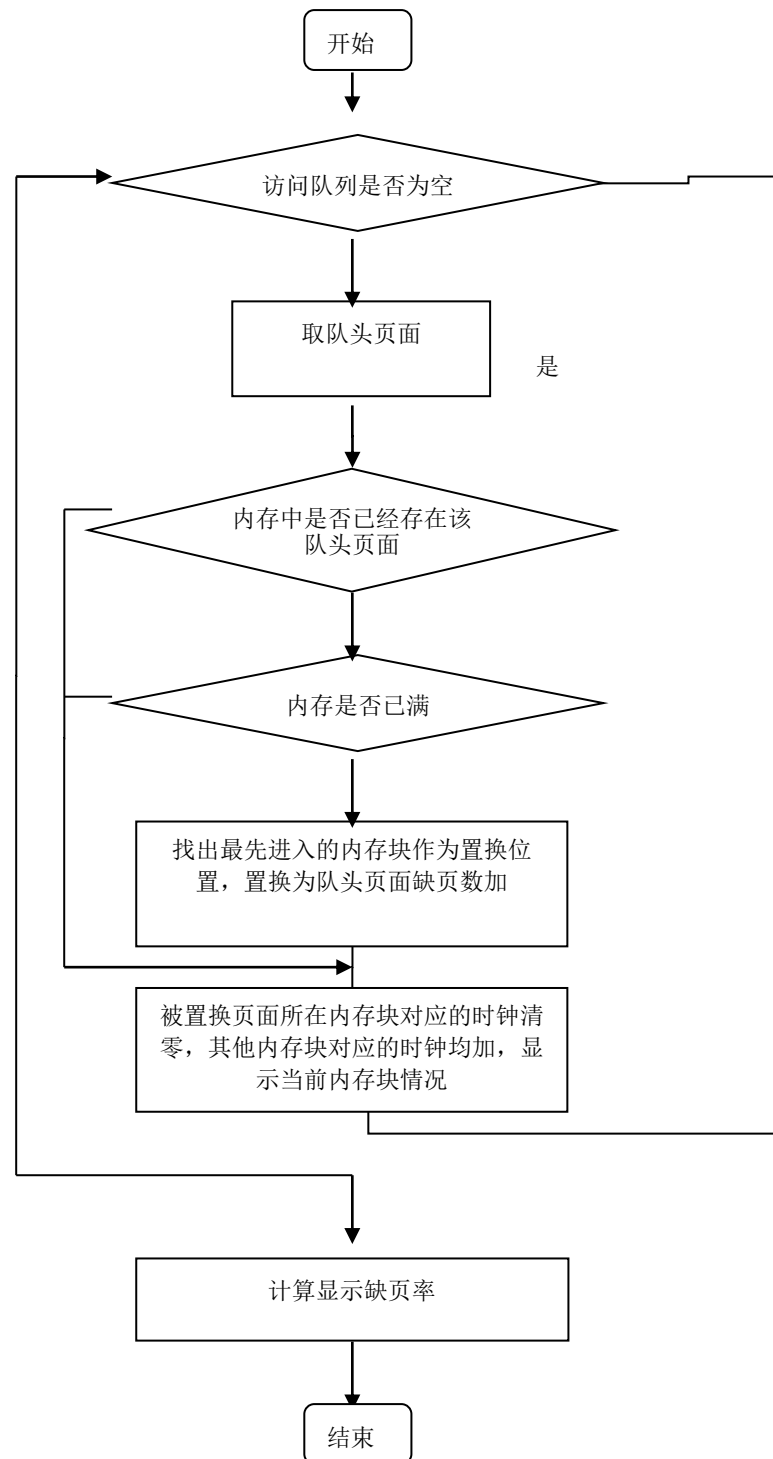 开始
访问队列是否为空
取队头页面
是
内存中是否已经存在该
队头页面
内存是否已满
找出最先进入的内存块作为置换位
置，置换为队头页面缺页数加
被置换页面所在内存块对应的时钟清
零，其他内存块对应的时钟均加，显
示当前内存块情况
计算显示缺页率
结束